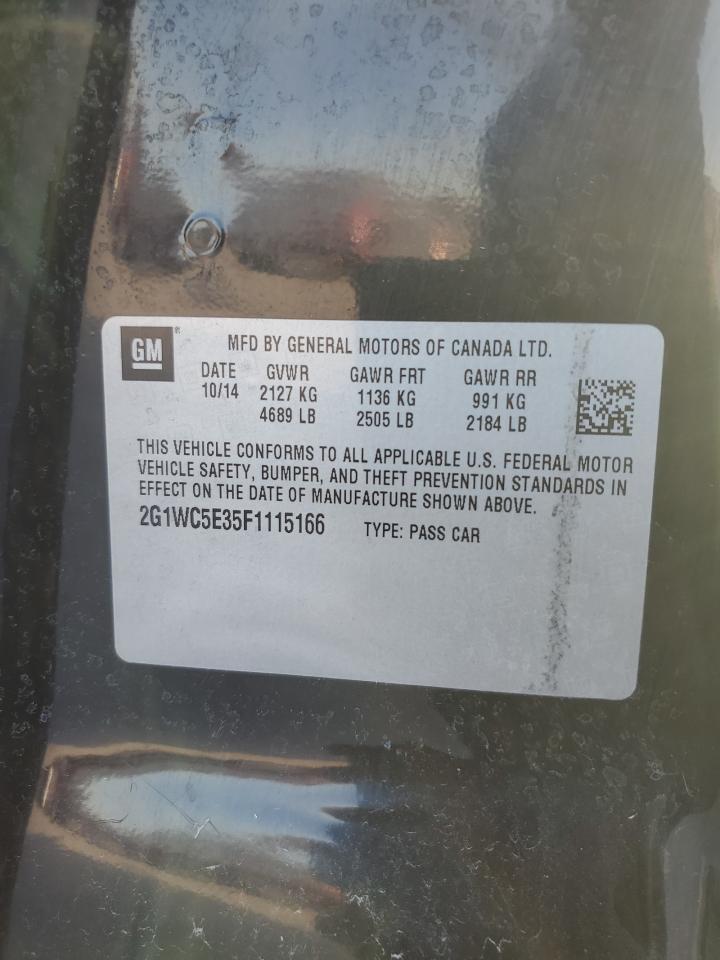 GM®
MFD BY GENERAL MOTORS OF CANADA LTD.
DATE GVWR GAWR FRT GAWR RR
10/14 2127 KG 1136 KG 991 KG
4689 LB 2505 LB 2184 LB
THIS VEHICLE CONFORMS TO ALL APPLICABLE U.S. FEDERAL MOTOR
VEHICLE SAFETY, BUMPER, AND THEFT PREVENTION STANDARDS IN
EFFECT ON THE DATE OF MANUFACTURE SHOWN ABOVE.
2G1WC5E35F1115166 TYPE: PASS CAR